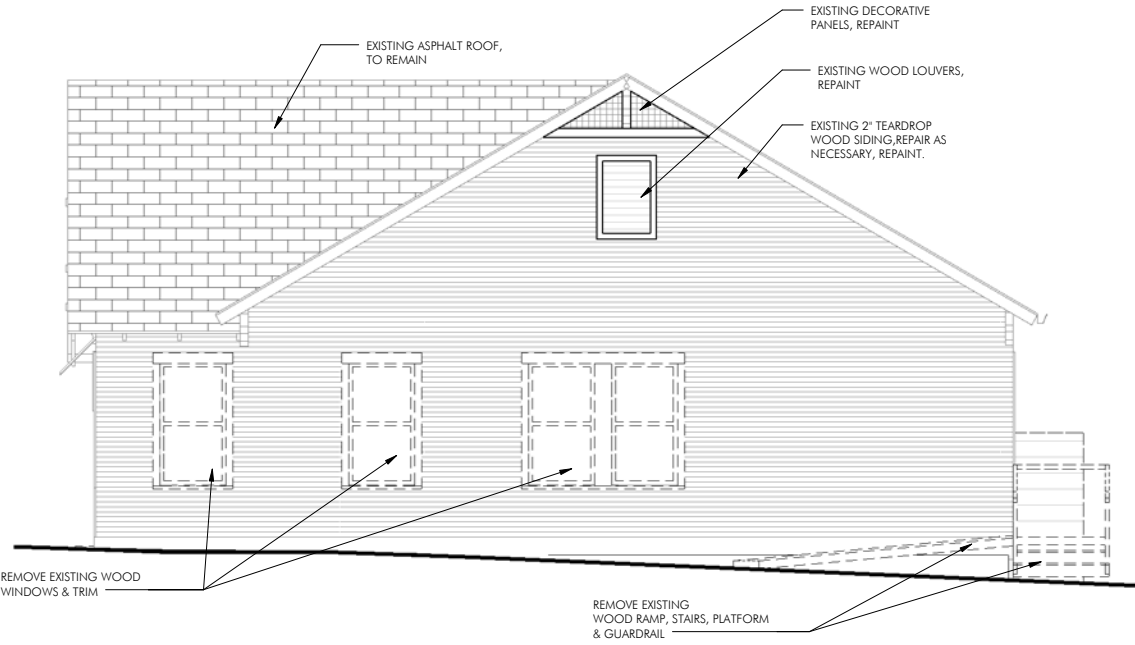 EXISTING DECORATIVE
PANELS, REPAINT
EXISTING ASPHALT ROOF,
TO REMAIN
EXISTING WOOD LOUVERS,
REPAINT
EXISTING 2" TEARDROP
WOOD SIDING,REPAIR AS
NECESSARY, REPAINT.
REMOVE EXISTING WOOD
WINDOWS & TRIM
REMOVE EXISTING
WOOD RAMP, STAIRS, PLATFORM
& GUARDRAIL